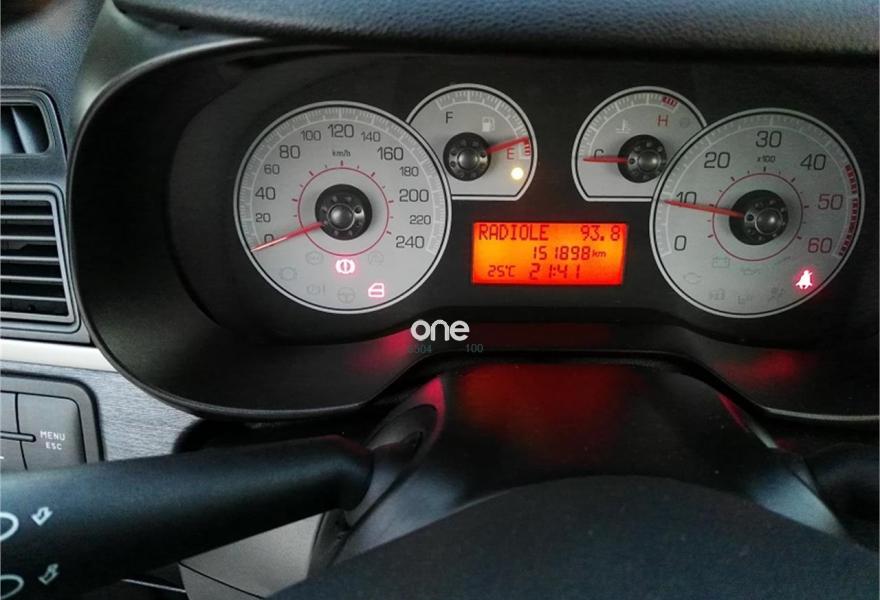 100 120 140
80 160
km/h
60 180
40 200
20 220
0 240
F
E
H
C
30
x100
20 40
10 50
0 60
RADIOLE 93.8
151898 km
25°C 21:41
one
100
MENU
ESC